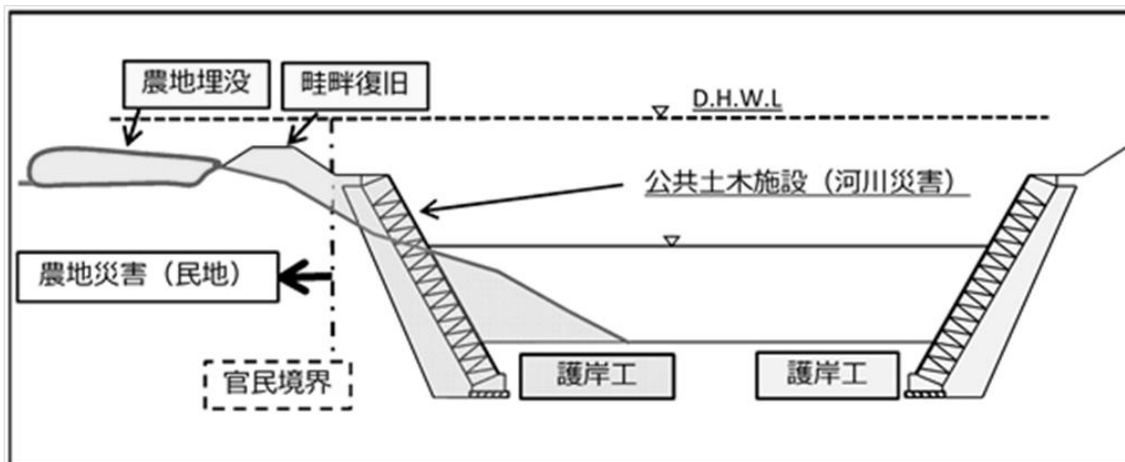 農地埋没
畦畔復旧
D.H.W.L
公共土木施設（河川災害）
農地災害（民地）
官民境界
護岸工
護岸工